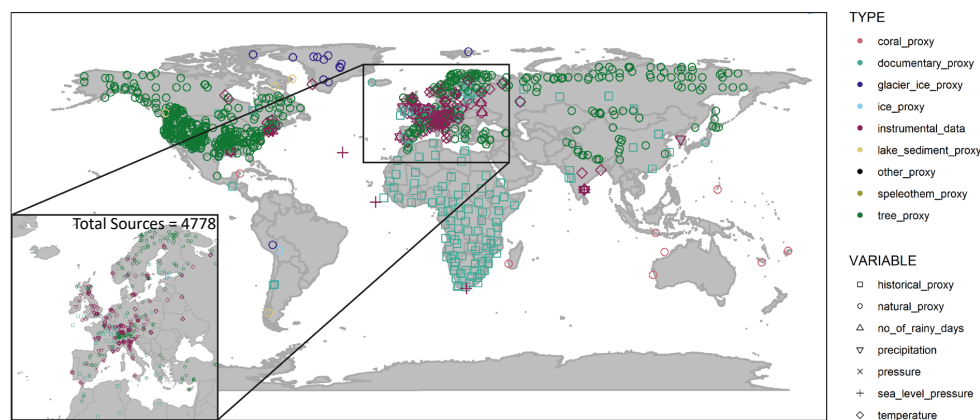 TYPE
coral_proxy
documentary_proxy
glacier_ice_proxy
ice_proxy
instrumental_data
lake_sediment_proxy
other_proxy
speleothem_proxy
tree_proxy
Total Sources = 4778
VARIABLE
historical_proxy
natural_proxy
no_of_rainy_days
precipitation
pressure
sea_level_pressure
temperature